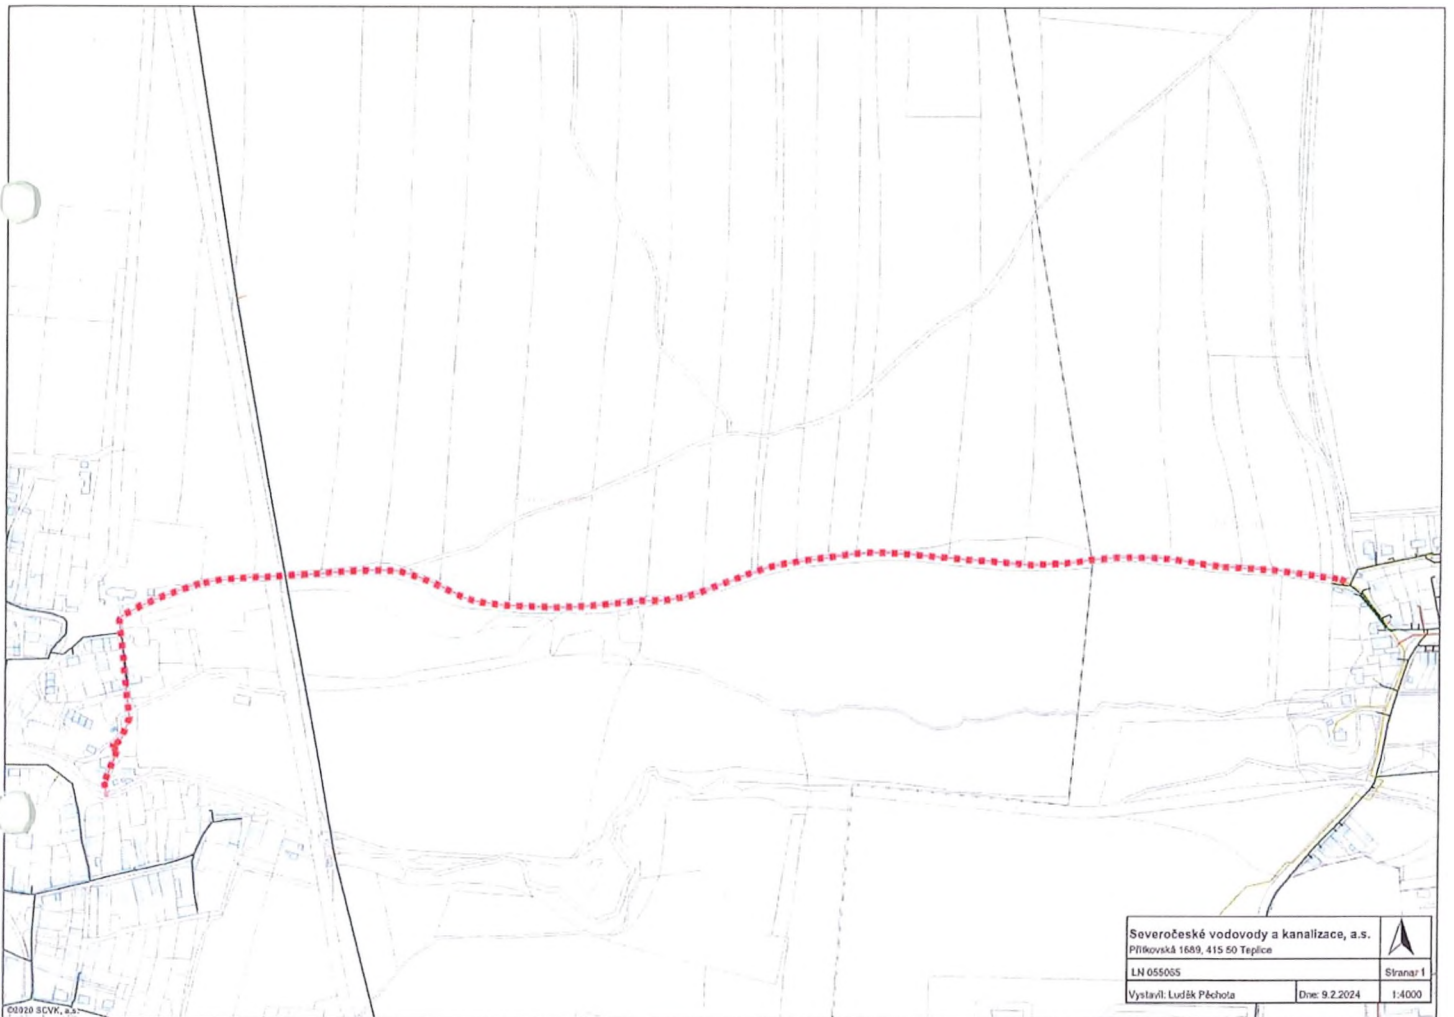 Severočeské vodovody a kanalizace, a.s.
Přítkovská 1689, 415 50 Teplice
LN 055065
Strana: 1
Vystavil: Luděk Pěchota
Dne: 9.2.2024
1:4000
©2020 SCVK, a.s.